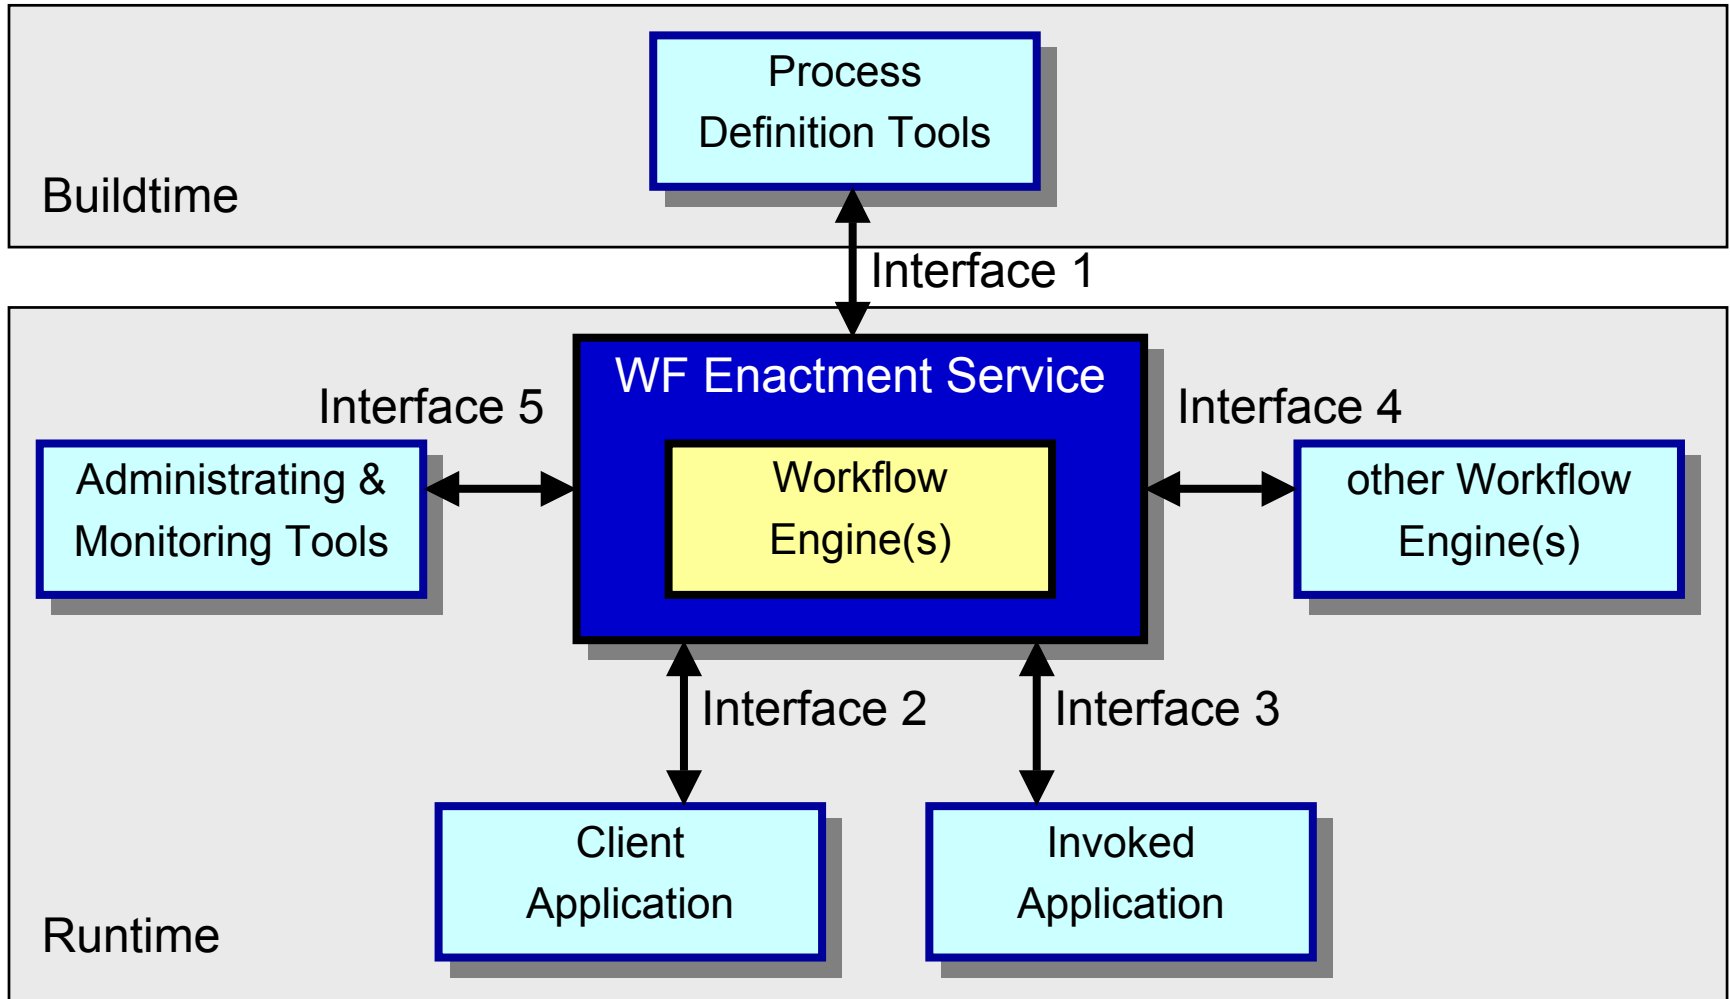 Process
Definition Tools
Buildtime
Interface 1
WF Enactment Service
Interface 5
Interface 4
Administrating &
Monitoring Tools
Workflow
Engine(s)
other Workflow
Engine(s)
Interface 2
Interface 3
Client
Application
Invoked
Application
Runtime